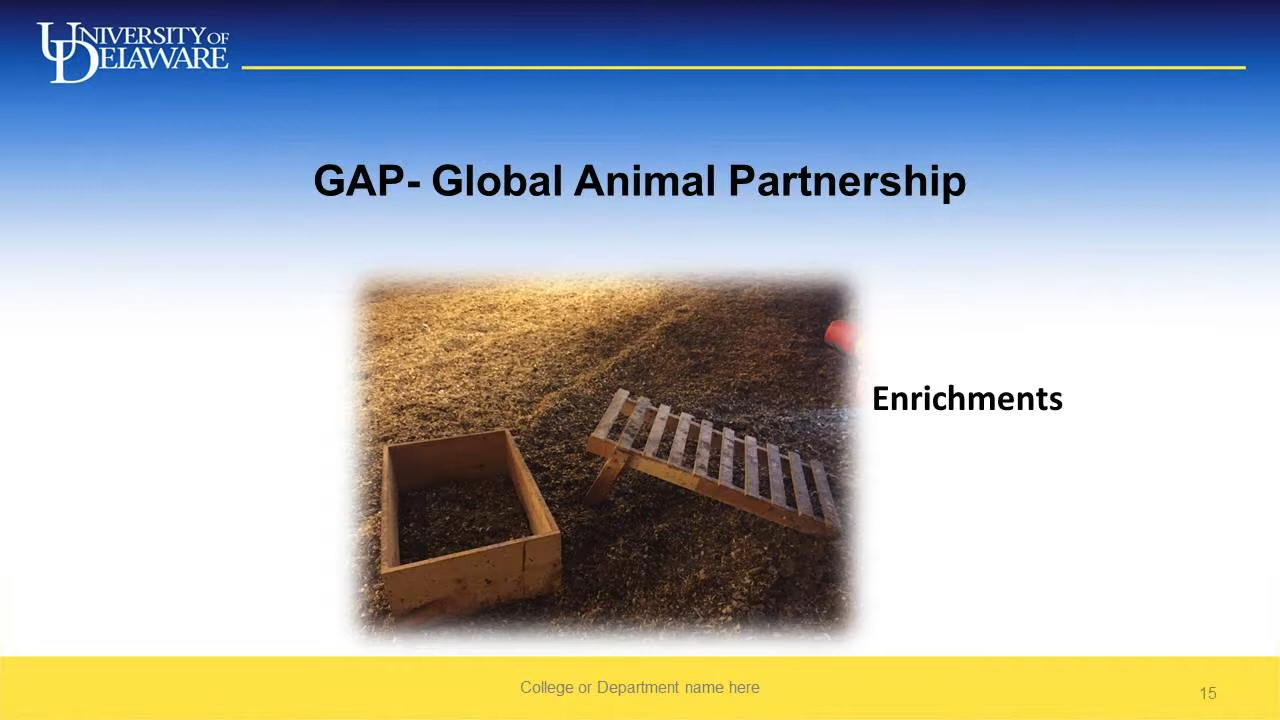 UNIVERSITY OF
DELAWARE
GAP- Global Animal Partnership
Enrichments
College or Department name here
15